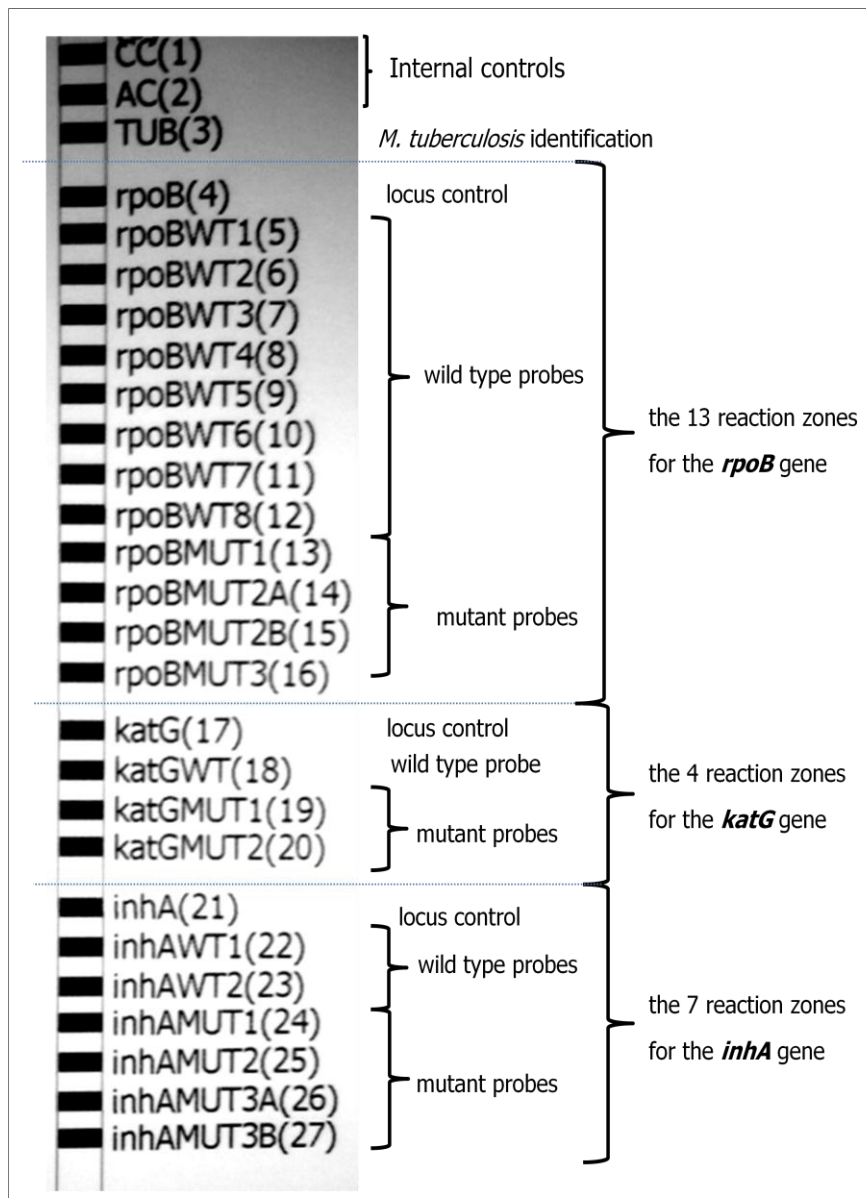 CC(1)
AC(2)
Internal controls
TUB(3)
M. tuberculosis identification
rpoB(4)
locus control
rpoBWT1(5)
rpoBWT2(6)
rpoBWT3(7)
rpoBWT4(8)
wild type probes
rpoBWT5(9)
rpoBWT6(10)
the 13 reaction zones
for the rpoB gene
rpoBWT7(11)
rpoBWT8(12)
rpoBMUT1(13)
rpoBMUT2A(14)
mutant probes
rpoBMUT2B(15)
rpoBMUT3(16)
katG(17)
locus control
katGWT(18)
wild type probe
the 4 reaction zones
for the katG gene
katGMUT1(19)
mutant probes
katGMUT2(20)
inhA(21)
locus control
inhAWT1(22)
wild type probes
inhAWT2(23)
the 7 reaction zones
for the inhA gene
inhAMUT1(24)
inhAMUT2(25)
mutant probes
inhAMUT3A(26)
inhAMUT3B(27)